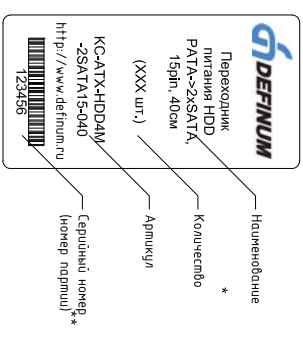 DEFINUM
Переходник
питания HDD
PATA->2xSATA,
15pin, 40см
(XXX шт.)
KC-ATX-HDD4M
-2SATA15-040
http://www.definum.ru
123456
Наименование
*
Количество
Артикул
**
Серийный номер
(номер партии)